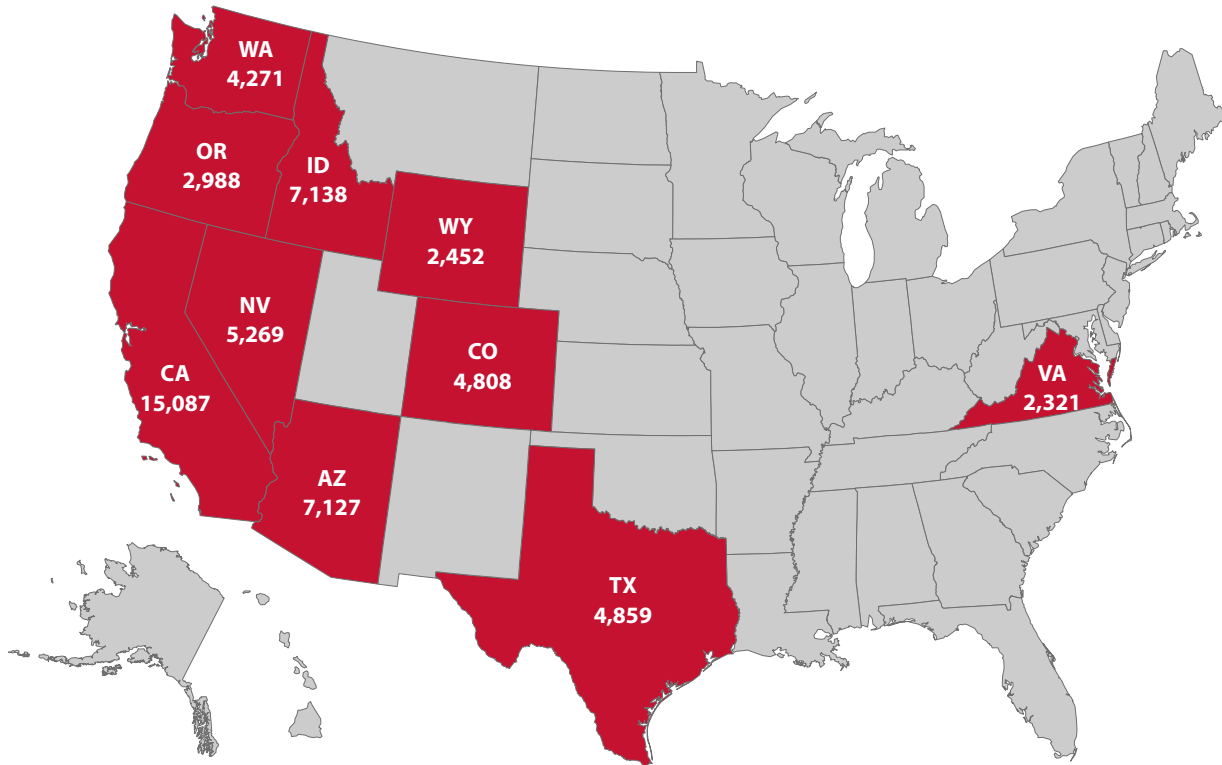 WA
4,271
OR
2,988
ID
7,138
WY
2,452
NV
5,269
CO
4,808
CA
15,087
VA
2,321
AZ
7,127
TX
4,859